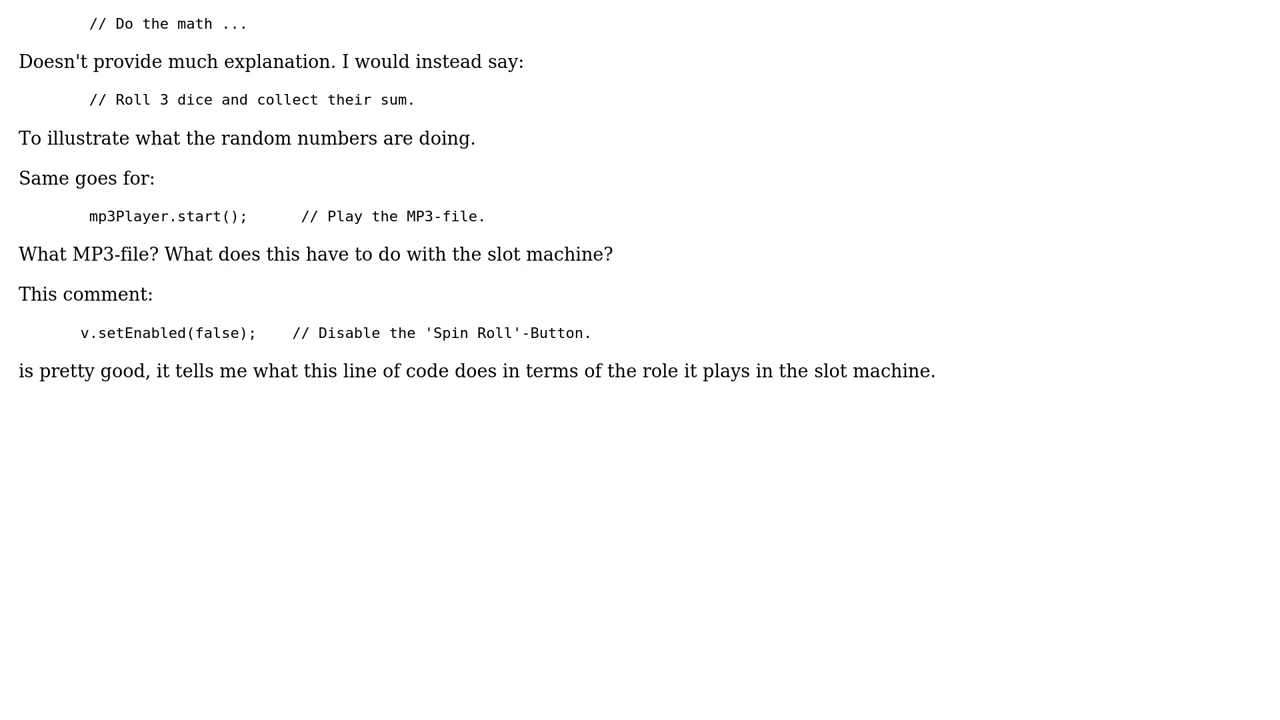 // Do the math ...
Doesn't provide much explanation. I would instead say:
// Roll 3 dice and collect their sum.
To illustrate what the random numbers are doing.
Same goes for:
mp3Player.start();      // Play the MP3-file.
What MP3-file? What does this have to do with the slot machine?
This comment:
v.setEnabled(false);    // Disable the 'Spin Roll'-Button.
is pretty good, it tells me what this line of code does in terms of the role it plays in the slot machine.